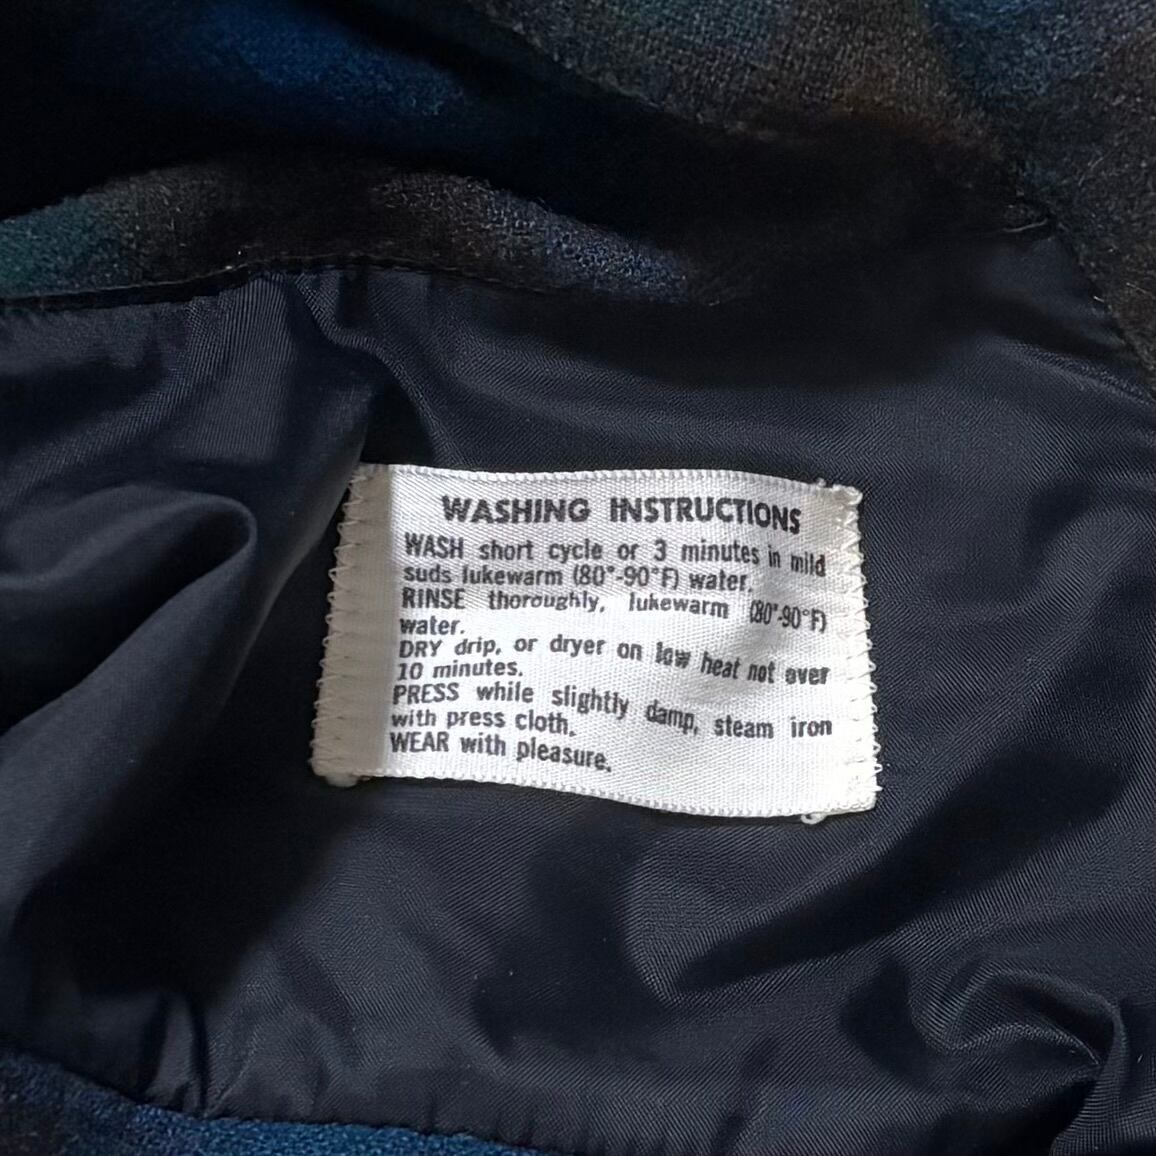 WASHING INSTRUCTIONS
WASH short cycle or 3 minutes in mild
suds lukewarm (80°-90°F) water.
RINSE thoroughly, lukewarm (80°-90°F)
water.
DRY drip, or dryer on low heat not over
10 minutes.
PRESS while slightly damp, steam iron
with press cloth.
WEAR with pleasure.